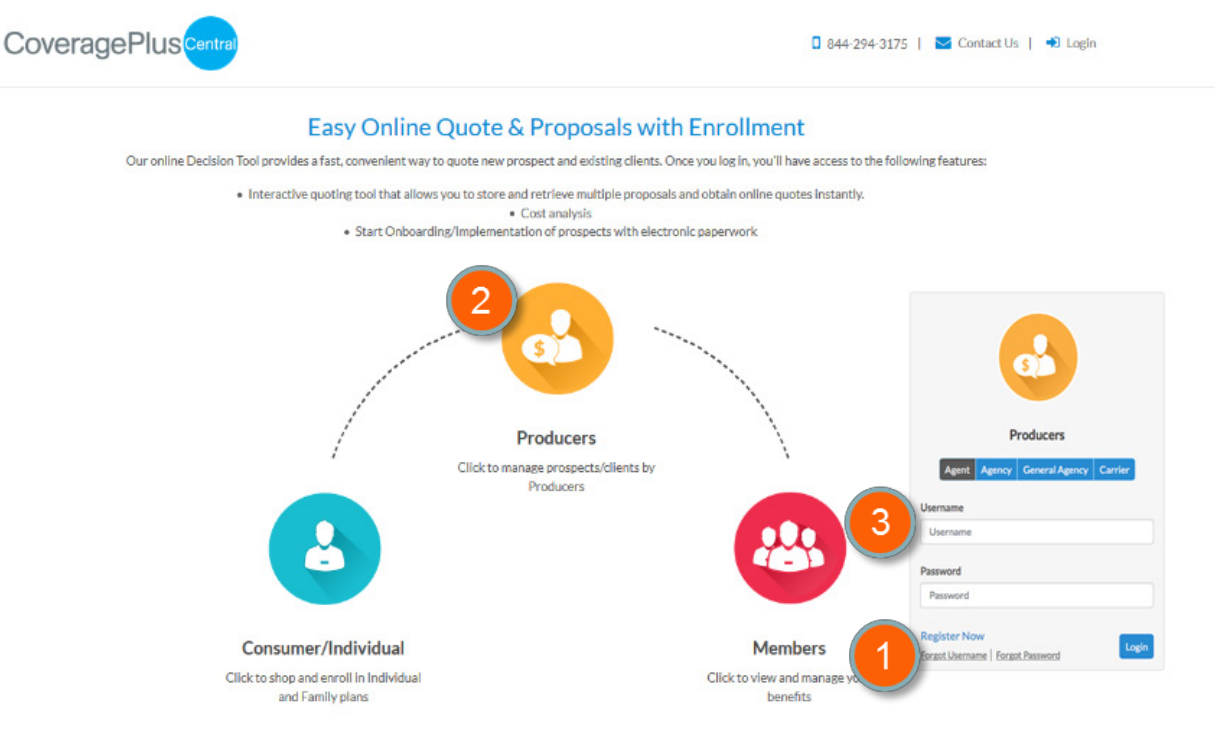 CoveragePlus Central
844-294-3175 | Contact Us | Login
Easy Online Quote & Proposals with Enrollment
Our online Decision Tool provides a fast, convenient way to quote new prospect and existing clients. Once you log in, you'll have access to the following features:
• Interactive quoting tool that allows you to store and retrieve multiple proposals and obtain online quotes instantly.
• Cost analysis
• Start Onboarding/Implementation of prospects with electronic paperwork
2
$
Producers
Click to manage prospects/clients by
Producers
Consumer/Individual
Click to shop and enroll in Individual
and Family plans
Members
Click to view and manage yo
benefits
$
Producers
Agent Agency General Agency Carrier
3
Username
Username
Password
Password
1
Register Now
Forgot Username | Forgot Password
Login